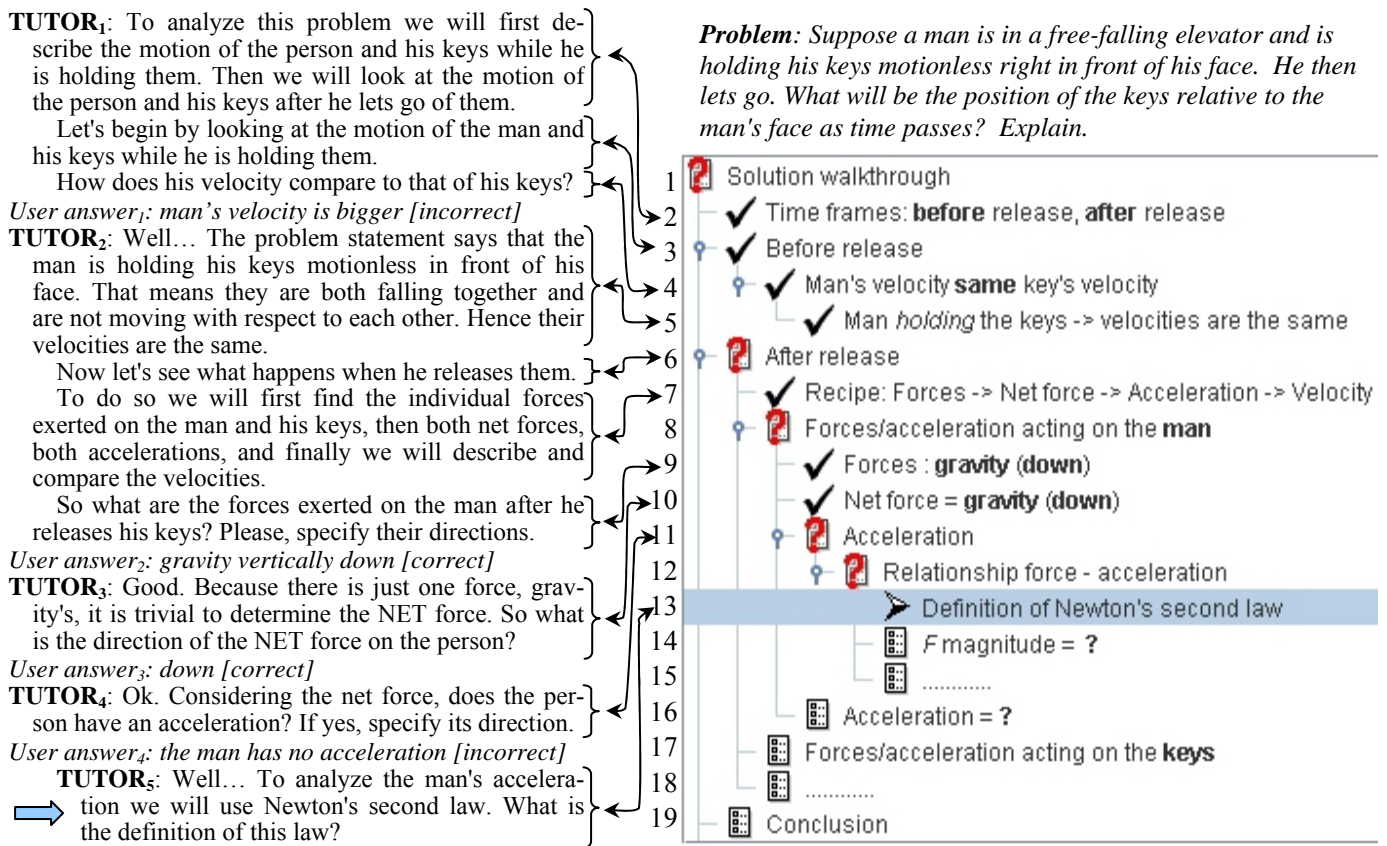 TUTOR1: To analyze this problem we will first de-
scribe the motion of the person and his keys while he
is holding them. Then we will look at the motion of
the person and his keys after he lets go of them.
Let's begin by looking at the motion of the man and
his keys while he is holding them.
How does his velocity compare to that of his keys?
User answer1: man's velocity is bigger [incorrect]
TUTOR2: Well… The problem statement says that the
man is holding his keys motionless in front of his
face. That means they are both falling together and
are not moving with respect to each other. Hence their
velocities are the same.
Now let's see what happens when he releases them.
To do so we will first find the individual forces
exerted on the man and his keys, then both net forces,
both accelerations, and finally we will describe and
compare the velocities.
So what are the forces exerted on the man after he
releases his keys? Please, specify their directions.
User answer2: gravity vertically down [correct]
TUTOR3: Good. Because there is just one force, grav-
ity's, it is trivial to determine the NET force. So what
is the direction of the NET force on the person?
User answer3: down [correct]
TUTOR4: Ok. Considering the net force, does the per-
son have an acceleration? If yes, specify its direction.
User answer4: the man has no acceleration [incorrect]
TUTOR5: Well… To analyze the man's accelera-
tion we will use Newton's second law. What is
the definition of this law?
Problem: Suppose a man is in a free-falling elevator and is
holding his keys motionless right in front of his face. He then
lets go. What will be the position of the keys relative to the
man's face as time passes? Explain.
1 Solution walkthrough
2 Time frames: before release, after release
3 Before release
4 Man's velocity same key's velocity
5 Man holding the keys -> velocities are the same
6 After release
7 Recipe: Forces -> Net force -> Acceleration -> Velocity
8 Forces/acceleration acting on the man
9 Forces : gravity (down)
10 Net force = gravity (down)
11 Acceleration
12 Relationship force - acceleration
13 Definition of Newton's second law
14 F magnitude = ?
15 ............
16 Acceleration = ?
17 Forces/acceleration acting on the keys
18 ............
19 Conclusion